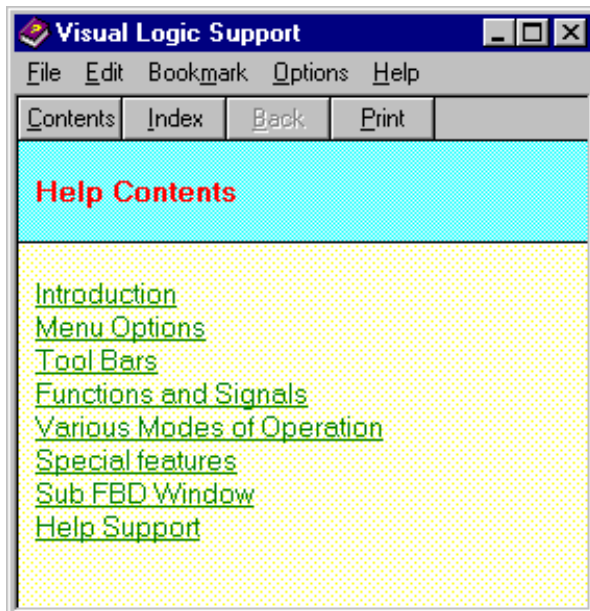 Visual Logic Support
File Edit Bookmark Options Help
Contents Index Back Print
Help Contents
Introduction
Menu Options
Tool Bars
Functions and Signals
Various Modes of Operation
Special features
Sub FBD Window
Help Support